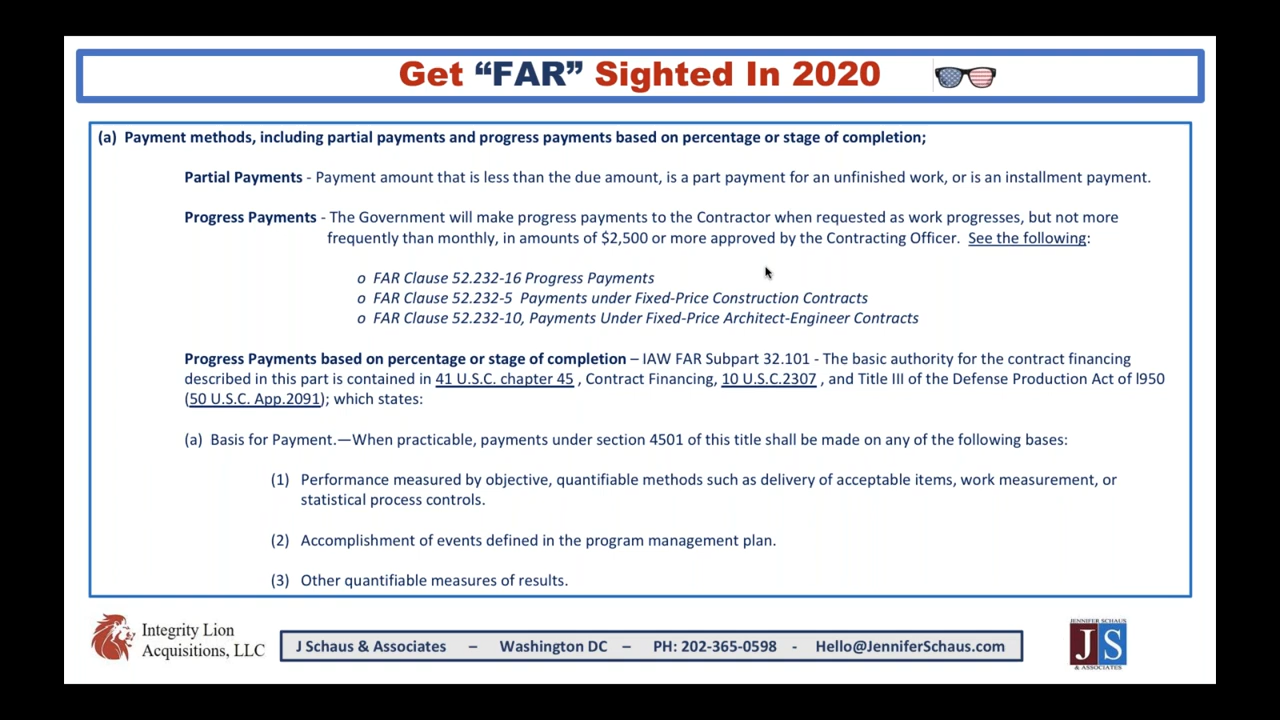 Get “FAR” Sighted In 2020
(a) Payment methods, including partial payments and progress payments based on percentage or stage of completion;
Partial Payments - Payment amount that is less than the due amount, is a part payment for an unfinished work, or is an installment payment.
Progress Payments - The Government will make progress payments to the Contractor when requested as work progresses, but not more
frequently than monthly, in amounts of $2,500 or more approved by the Contracting Officer. See the following:
o FAR Clause 52.232-16 Progress Payments
o FAR Clause 52.232-5 Payments under Fixed-Price Construction Contracts
o FAR Clause 52.232-10, Payments Under Fixed-Price Architect-Engineer Contracts
Progress Payments based on percentage or stage of completion – IAW FAR Subpart 32.101 - The basic authority for the contract financing
described in this part is contained in 41 U.S.C. chapter 45 , Contract Financing, 10 U.S.C.2307 , and Title III of the Defense Production Act of l950
(50 U.S.C. App.2091); which states:
(a) Basis for Payment.—When practicable, payments under section 4501 of this title shall be made on any of the following bases:
(1) Performance measured by objective, quantifiable methods such as delivery of acceptable items, work measurement, or
statistical process controls.
(2) Accomplishment of events defined in the program management plan.
(3) Other quantifiable measures of results.
Integrity Lion
Acquisitions, LLC
J Schaus & Associates – Washington DC – PH: 202-365-0598 - Hello@JenniferSchaus.com
JENNIFER SCHAUS
JS
& ASSOCIATES